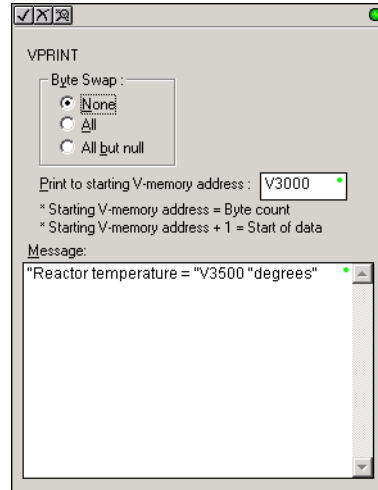 VPRINT
Byte Swap :
None
All
All but null
Print to starting V-memory address : V3000
* Starting V-memory address = Byte count
* Starting V-memory address + 1 = Start of data
Message:
"Reactor temperature = "V3500 "degrees"